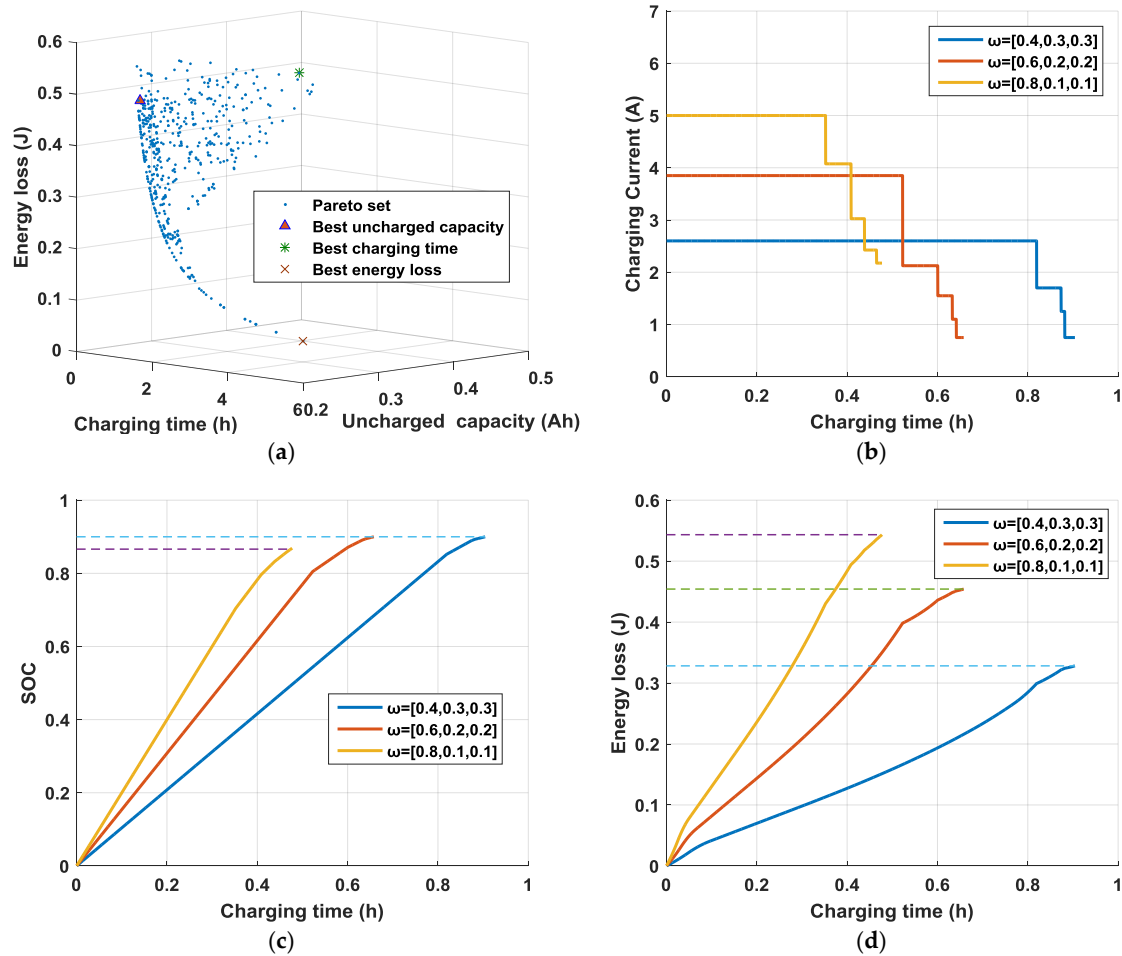 0.6
0.5
0.4
0.3
0.2
0.1
0
Energy loss (J)
Pareto set
Best uncharged capacity
Best charging time
Best energy loss
0
2
4
60.2
0.3
0.4
0.5
Charging time (h)
Uncharged capacity (Ah)
(a)
7
6
5
4
3
2
1
0
Charging Current (A)
ω=[0.4,0.3,0.3]
ω=[0.6,0.2,0.2]
ω=[0.8,0.1,0.1]
0 0.2 0.4 0.6 0.8 1
Charging time (h)
(b)
1
0.8
0.6
0.4
0.2
0
SOC
ω=[0.4,0.3,0.3]
ω=[0.6,0.2,0.2]
ω=[0.8,0.1,0.1]
0 0.2 0.4 0.6 0.8 1
Charging time (h)
(c)
0.6
0.5
0.4
0.3
0.2
0.1
0
Energy loss (J)
ω=[0.4,0.3,0.3]
ω=[0.6,0.2,0.2]
ω=[0.8,0.1,0.1]
0 0.2 0.4 0.6 0.8 1
Charging time (h)
(d)